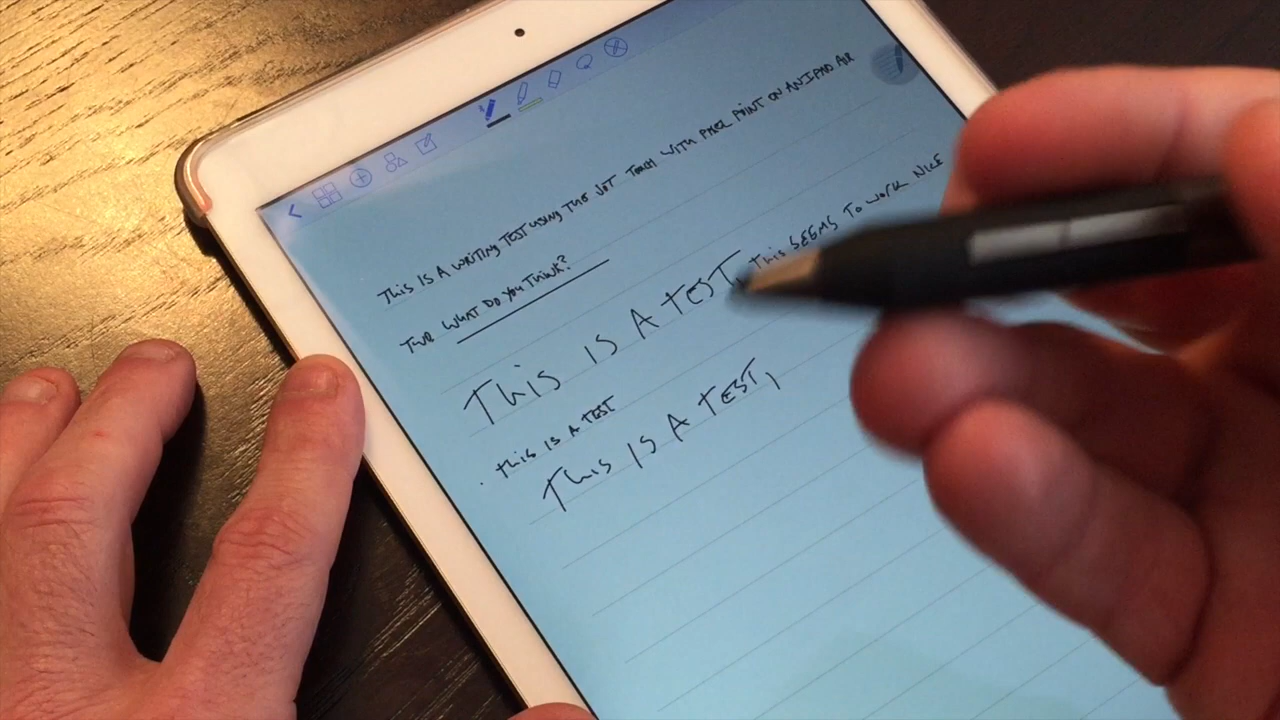 THIS IS A WRITING TEST USING THE JOT TOUCH WITH PIXEL POINT ON AN IPAD AIR
TWO WHAT DO YOU THINK?
THIS IS A TEST, THIS SEEMS TO WORK NICE
THIS IS A TEST
THIS IS A TEST,